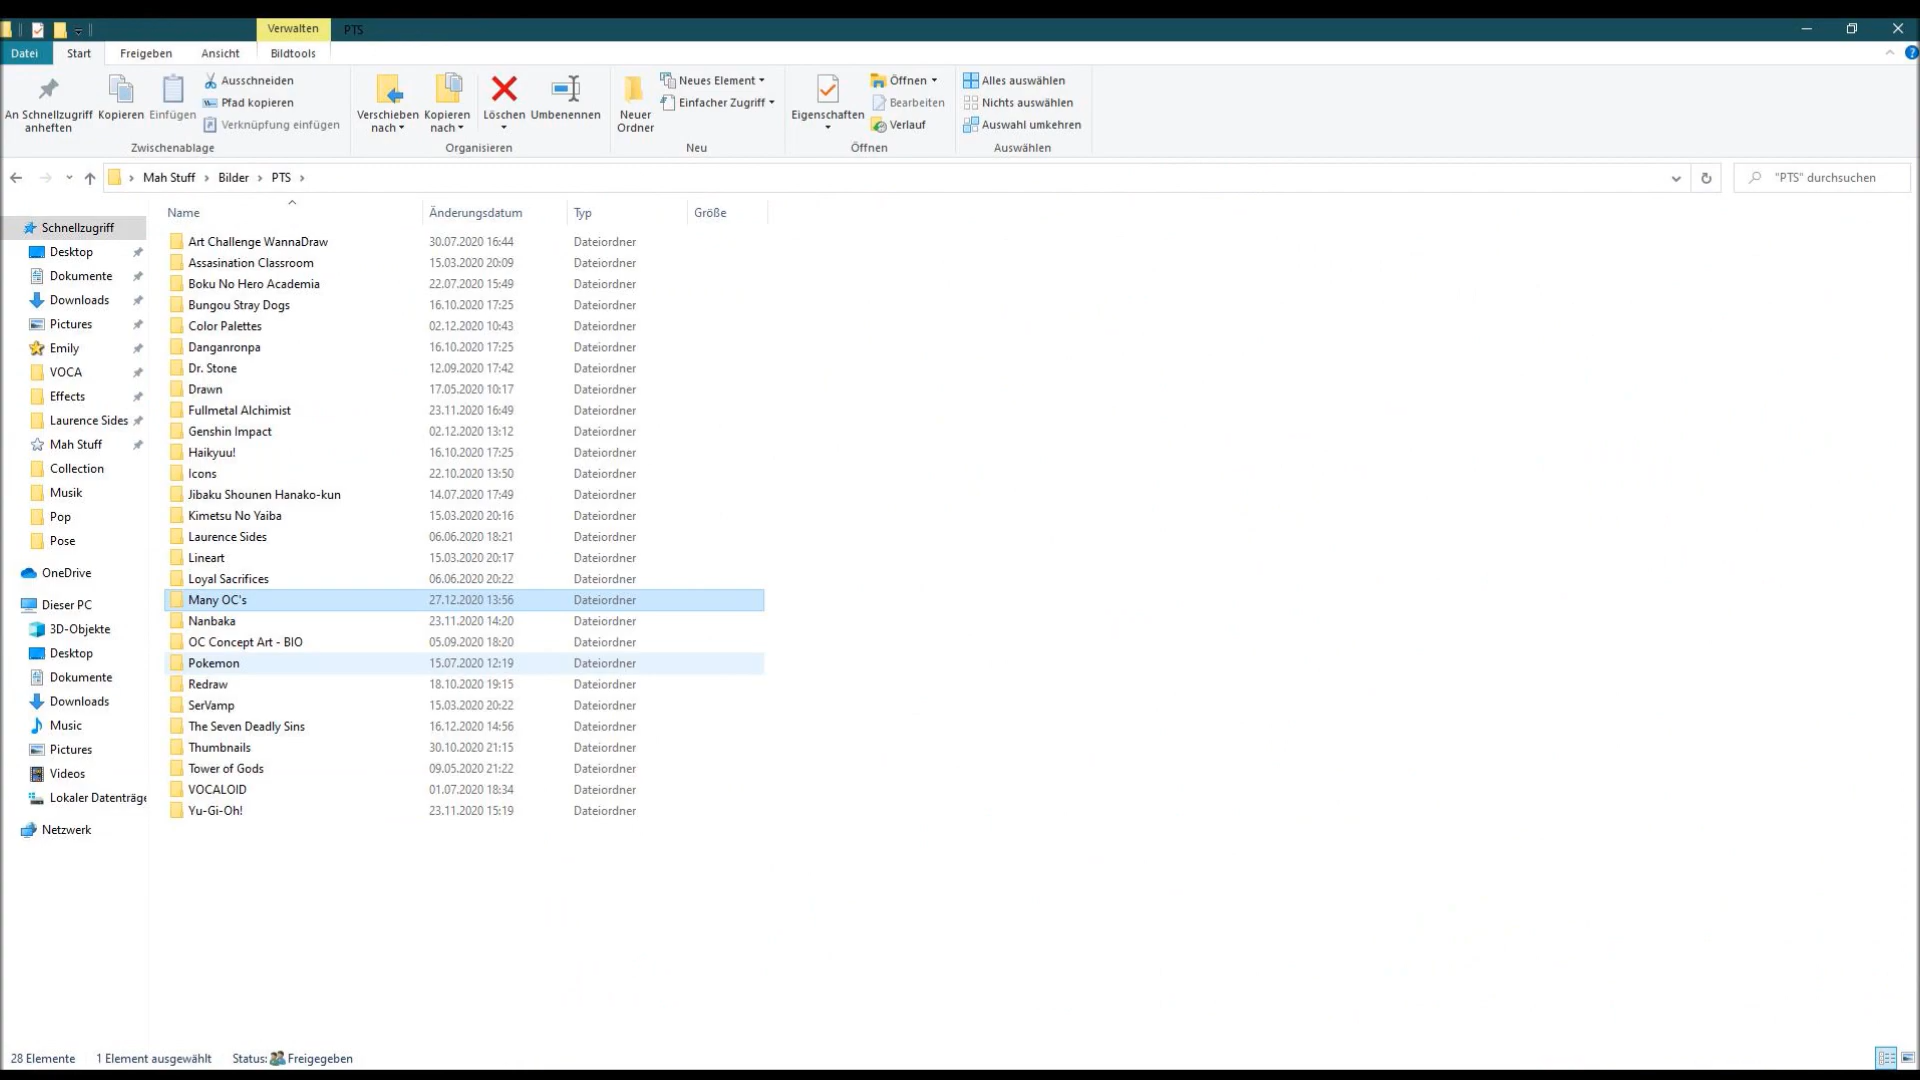 Verwalten
PTS
Datei
Start
Freigeben
Ansicht
Bildtools
An Schnellzugriff anheften
Kopieren
Einfügen
Ausschneiden
Pfad kopieren
Verknüpfung einfügen
Zwischenablage
Verschieben nach
Kopieren nach
Löschen
Umbenennen
Organisieren
Neuer Ordner
Neues Element
Einfacher Zugriff
Neu
Eigenschaften
Öffnen
Bearbeiten
Verlauf
Öffnen
Alles auswählen
Nichts auswählen
Auswahl umkehren
Auswählen
Mah Stuff > Bilder > PTS >
"PTS" durchsuchen
Schnellzugriff
Desktop
Dokumente
Downloads
Pictures
Emily
VOCA
Effects
Laurence Sides
Mah Stuff
Collection
Musik
Pop
Pose
OneDrive
Dieser PC
3D-Objekte
Desktop
Dokumente
Downloads
Music
Pictures
Videos
Lokaler Datenträge
Netzwerk
Name Änderungsdatum Typ Größe
Art Challenge WannaDraw 30.07.2020 16:44 Dateiordner
Assasination Classroom 15.03.2020 20:09 Dateiordner
Boku No Hero Academia 22.07.2020 15:49 Dateiordner
Bungou Stray Dogs 16.10.2020 17:25 Dateiordner
Color Palettes 02.12.2020 10:43 Dateiordner
Danganronpa 16.10.2020 17:25 Dateiordner
Dr. Stone 12.09.2020 17:42 Dateiordner
Drawn 17.05.2020 10:17 Dateiordner
Fullmetal Alchimist 23.11.2020 16:49 Dateiordner
Genshin Impact 02.12.2020 13:12 Dateiordner
Haikyuu! 16.10.2020 17:25 Dateiordner
Icons 22.10.2020 13:50 Dateiordner
Jibaku Shounen Hanako-kun 14.07.2020 17:49 Dateiordner
Kimetsu No Yaiba 15.03.2020 20:16 Dateiordner
Laurence Sides 06.06.2020 18:21 Dateiordner
Lineart 15.03.2020 20:17 Dateiordner
Loyal Sacrifices 06.06.2020 20:22 Dateiordner
Many OC's 27.12.2020 13:56 Dateiordner
Nanbaka 23.11.2020 14:20 Dateiordner
OC Concept Art - BIO 05.09.2020 18:20 Dateiordner
Pokemon 15.07.2020 12:19 Dateiordner
Redraw 18.10.2020 19:15 Dateiordner
SerVamp 15.03.2020 20:22 Dateiordner
The Seven Deadly Sins 16.12.2020 14:56 Dateiordner
Thumbnails 30.10.2020 21:15 Dateiordner
Tower of Gods 09.05.2020 21:22 Dateiordner
VOCALOID 01.07.2020 18:34 Dateiordner
Yu-Gi-Oh! 23.11.2020 15:19 Dateiordner
28 Elemente 1 Element ausgewählt Status: Freigegeben